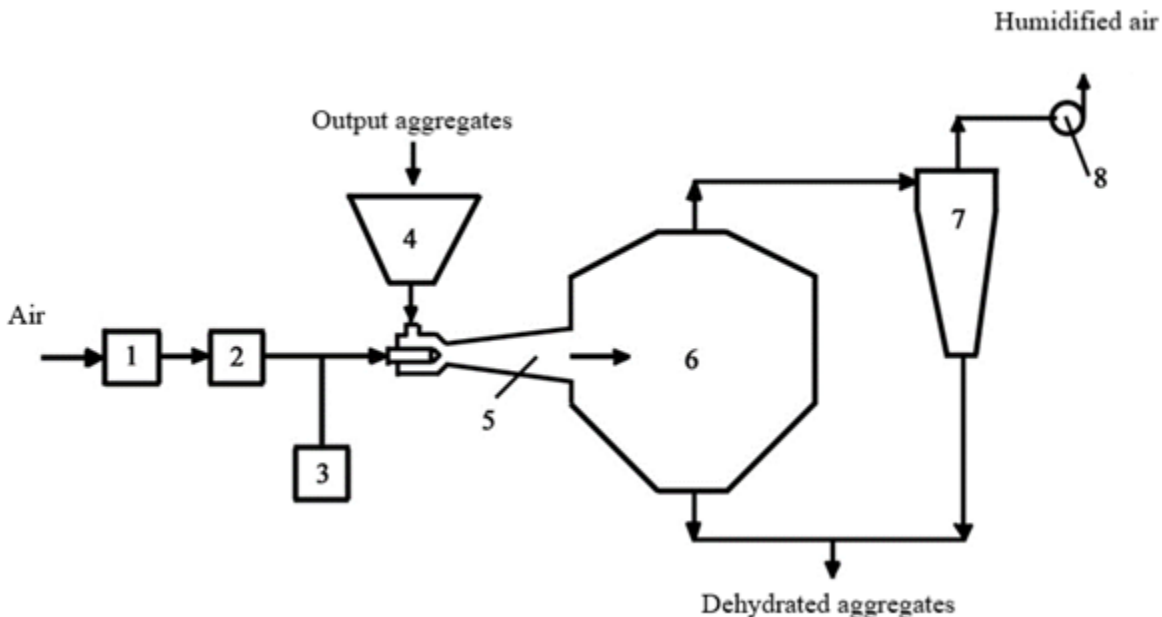 Humidified air
Output aggregates
8
7
4
Air
1
2
6
5
3
Dehydrated aggregates